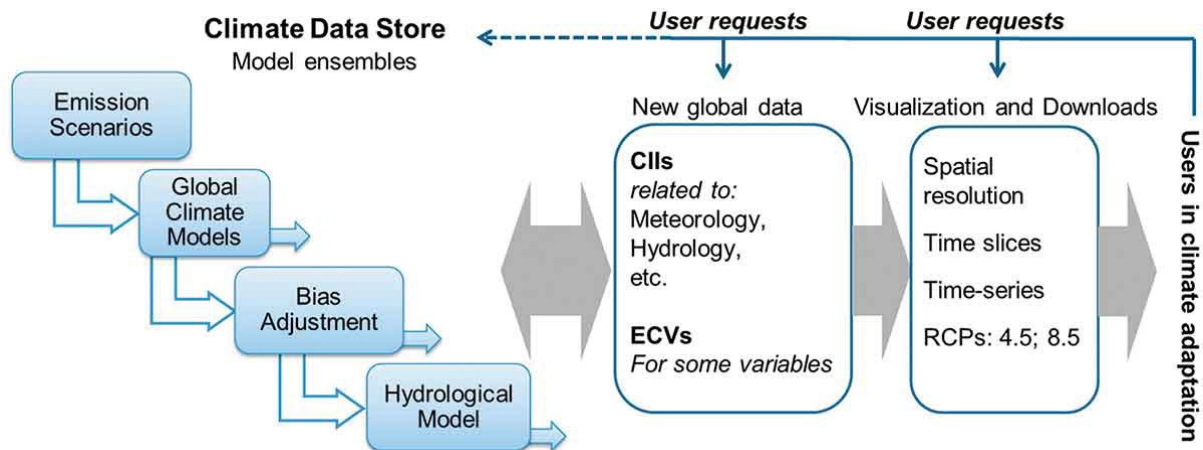 Climate Data Store
Model ensembles
Emission
Scenarios
Global
Climate
Models
Bias
Adjustment
Hydrological
Model
User requests
User requests
New global data
CIIs
related to:
Meteorology,
Hydrology,
etc.
ECVs
For some variables
Visualization and Downloads
Spatial
resolution
Time slices
Time-series
RCPs: 4.5; 8.5
Users in climate adaptation